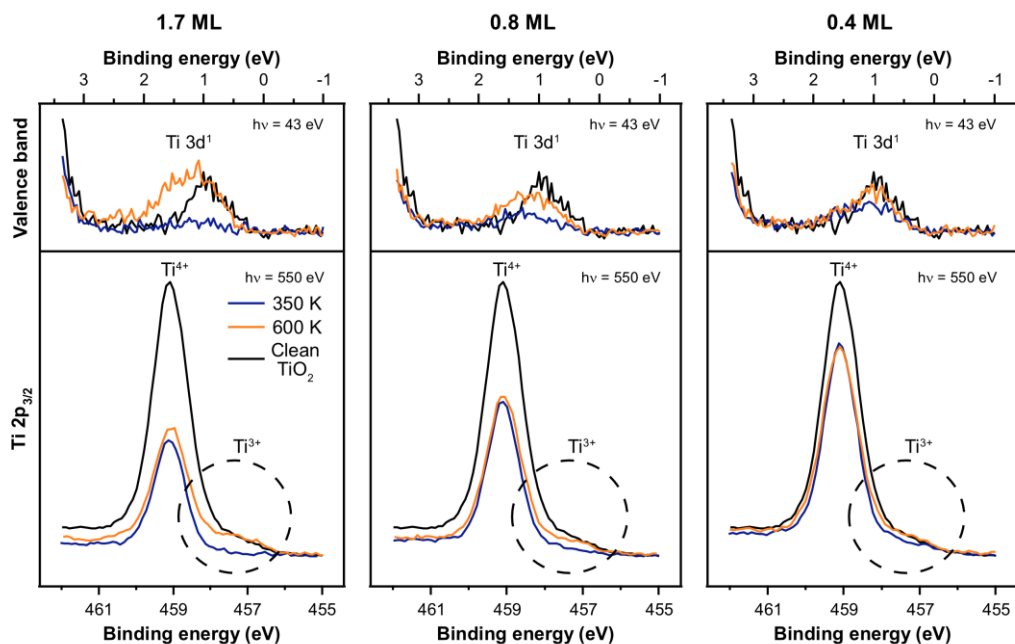 1.7 ML
0.8 ML
0.4 ML
Binding energy (eV)
Binding energy (eV)
Binding energy (eV)
3 2 1 0 -1
3 2 1 0 -1
3 2 1 0 -1
Valence band
hν = 43 eV
Ti 3d¹
hν = 43 eV
Ti 3d¹
hν = 43 eV
Ti 3d¹
Ti 2p3/2
Ti⁴⁺
hν = 550 eV
350 K
600 K
Clean
TiO₂
Ti³⁺
Ti⁴⁺
hν = 550 eV
Ti³⁺
Ti⁴⁺
hν = 550 eV
Ti³⁺
461 459 457 455
461 459 457 455
461 459 457 455
Binding energy (eV)
Binding energy (eV)
Binding energy (eV)